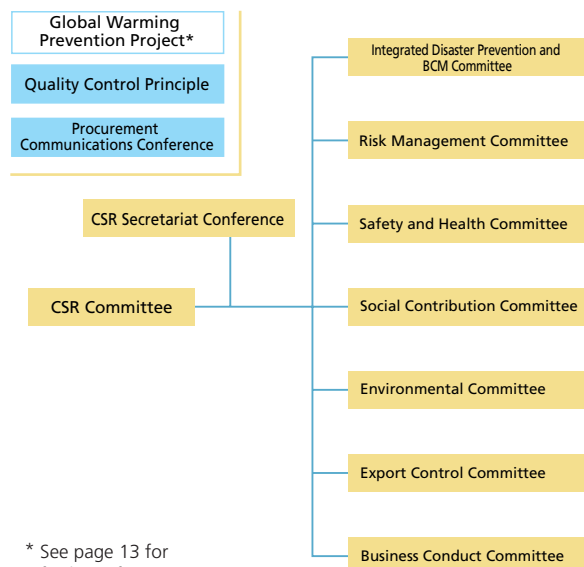 Global Warming
Prevention Project*
Quality Control Principle
Procurement
Communications Conference
CSR Secretariat Conference
CSR Committee
Integrated Disaster Prevention and
BCM Committee
Risk Management Committee
Safety and Health Committee
Social Contribution Committee
Environmental Committee
Export Control Committee
Business Conduct Committee
* See page 13 for